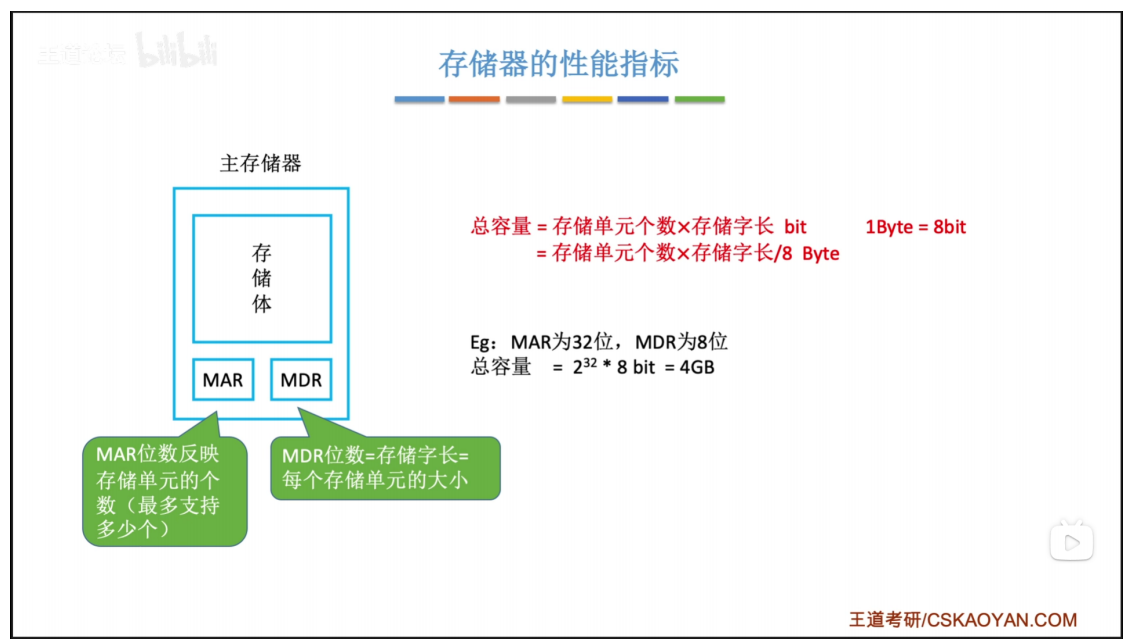 王道论坛 bilibili
存储器的性能指标
主存储器
存
储
体
MAR MDR
MAR位数反映
存储单元的个
数（最多支持
多少个）
MDR位数=存储字长=
每个存储单元的大小
总容量 = 存储单元个数×存储字长 bit 1Byte = 8bit
= 存储单元个数×存储字长/8 Byte
Eg：MAR为32位，MDR为8位
总容量 = 2³² * 8 bit = 4GB
王道考研/CSKAOYAN.COM